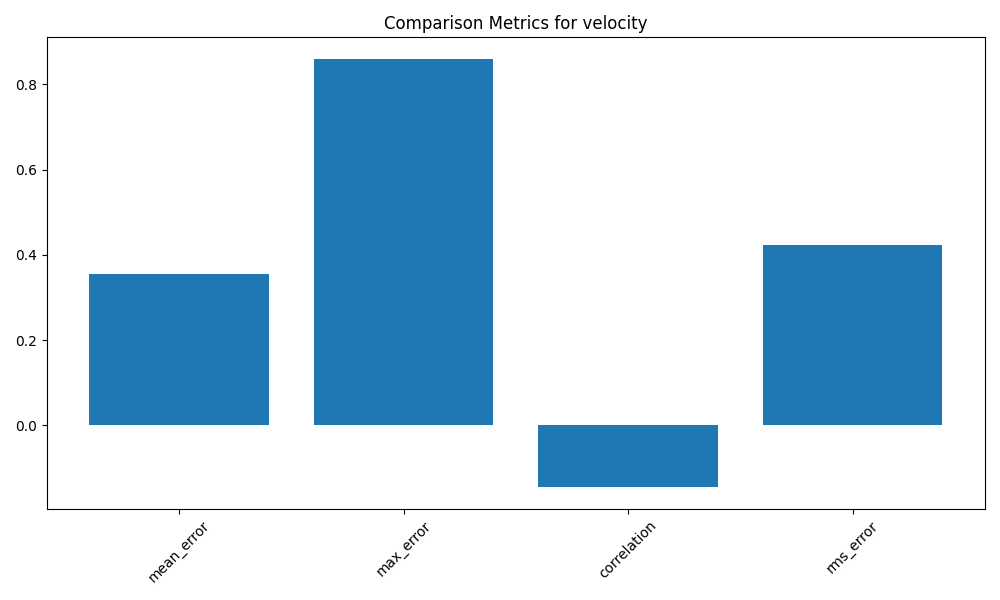 Comparison Metrics for velocity
0.8
0.6
0.4
0.2
0.0
mean_error
max_error
correlation
rms_error